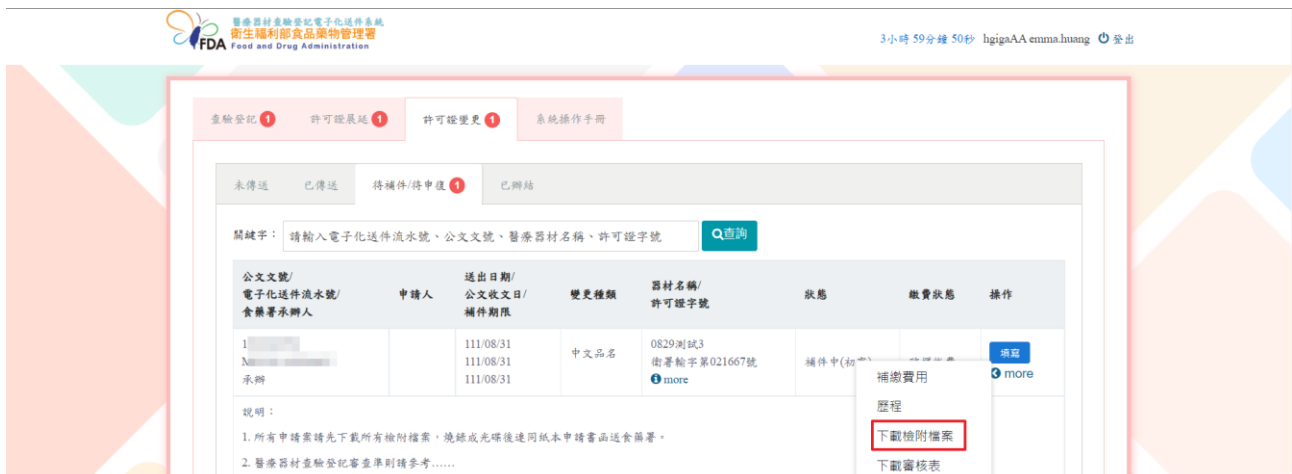 醫療器材查驗登記電子化送件系統
衛生福利部食品藥物管理署
FDA Food and Drug Administration
3小時 59分鐘 50秒 hgigaAA emma.huang 登出
查驗登記 1 許可證展延 1 許可證變更 1 系統操作手冊
未傳送 已傳送 待補件/待申復 1 已辦結
關鍵字： 請輸入電子化送件流水號、公文文號、醫療器材名稱、許可證字號 查詢
公文文號/
電子化送件流水號/
食藥署承辦人
申請人
送出日期/
公文收文日/
補件期限
變更種類
器材名稱/
許可證字號
狀態
繳費狀態
操作
1
承辦
111/08/31
111/08/31
111/08/31
中文品名
0829測試3
衛署輸字第021667號
more
補件中(初
填寫
more
補繳費用
歷程
下載檢附檔案
下載審核表
說明：
1. 所有申請案請先下載所有檢附檔案，燒錄成光碟後連同紙本申請書函送食藥署。
2. 醫療器材查驗登記審查準則請參考……